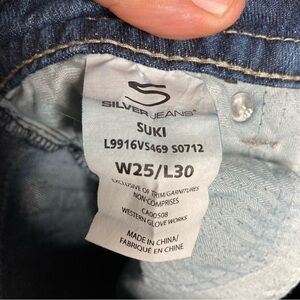 SILVER JEANS
SUKI
L9916VS469 S0712
W25/L30
EXCLUSIVE OF TRIM/GARNITURES
NON COMPRISES
CA00508
WESTERN GLOVE WORKS
MADE IN CHINA/
FABRIQUÉ EN CHINE